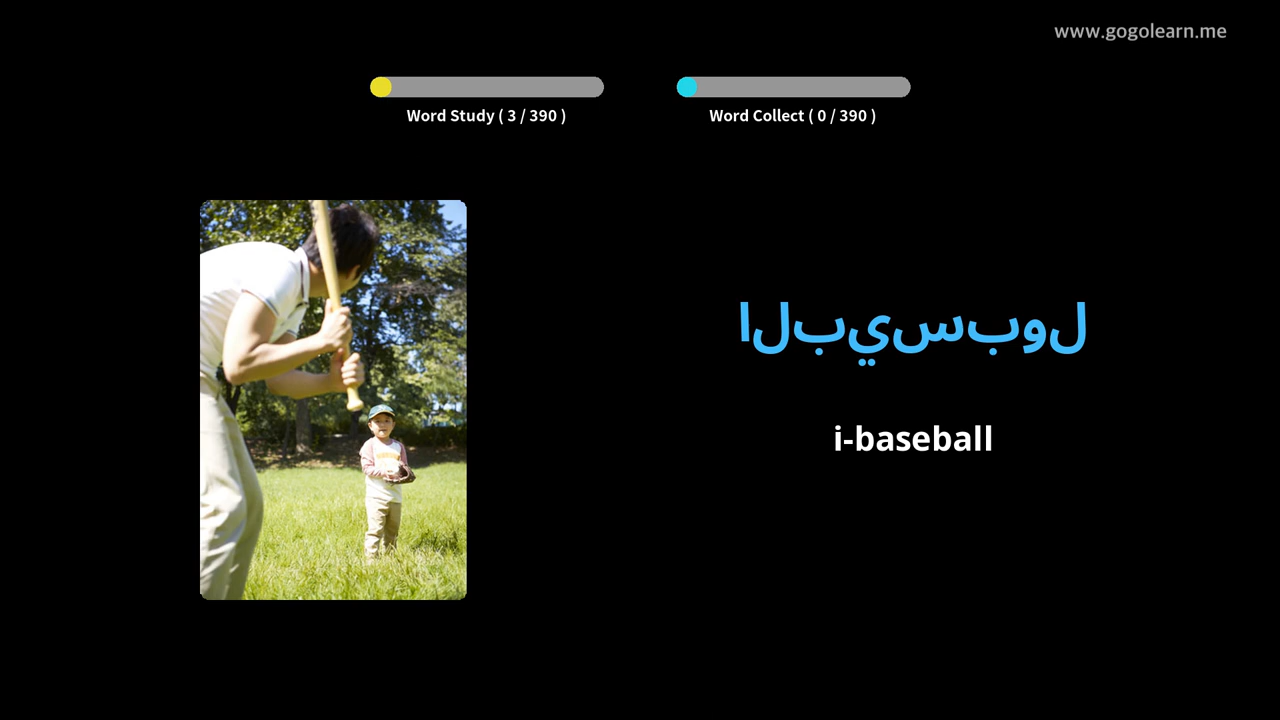 www.gogolearn.me
Word Study ( 3 / 390 )
Word Collect ( 0 / 390 )
البيسبول
i-baseball